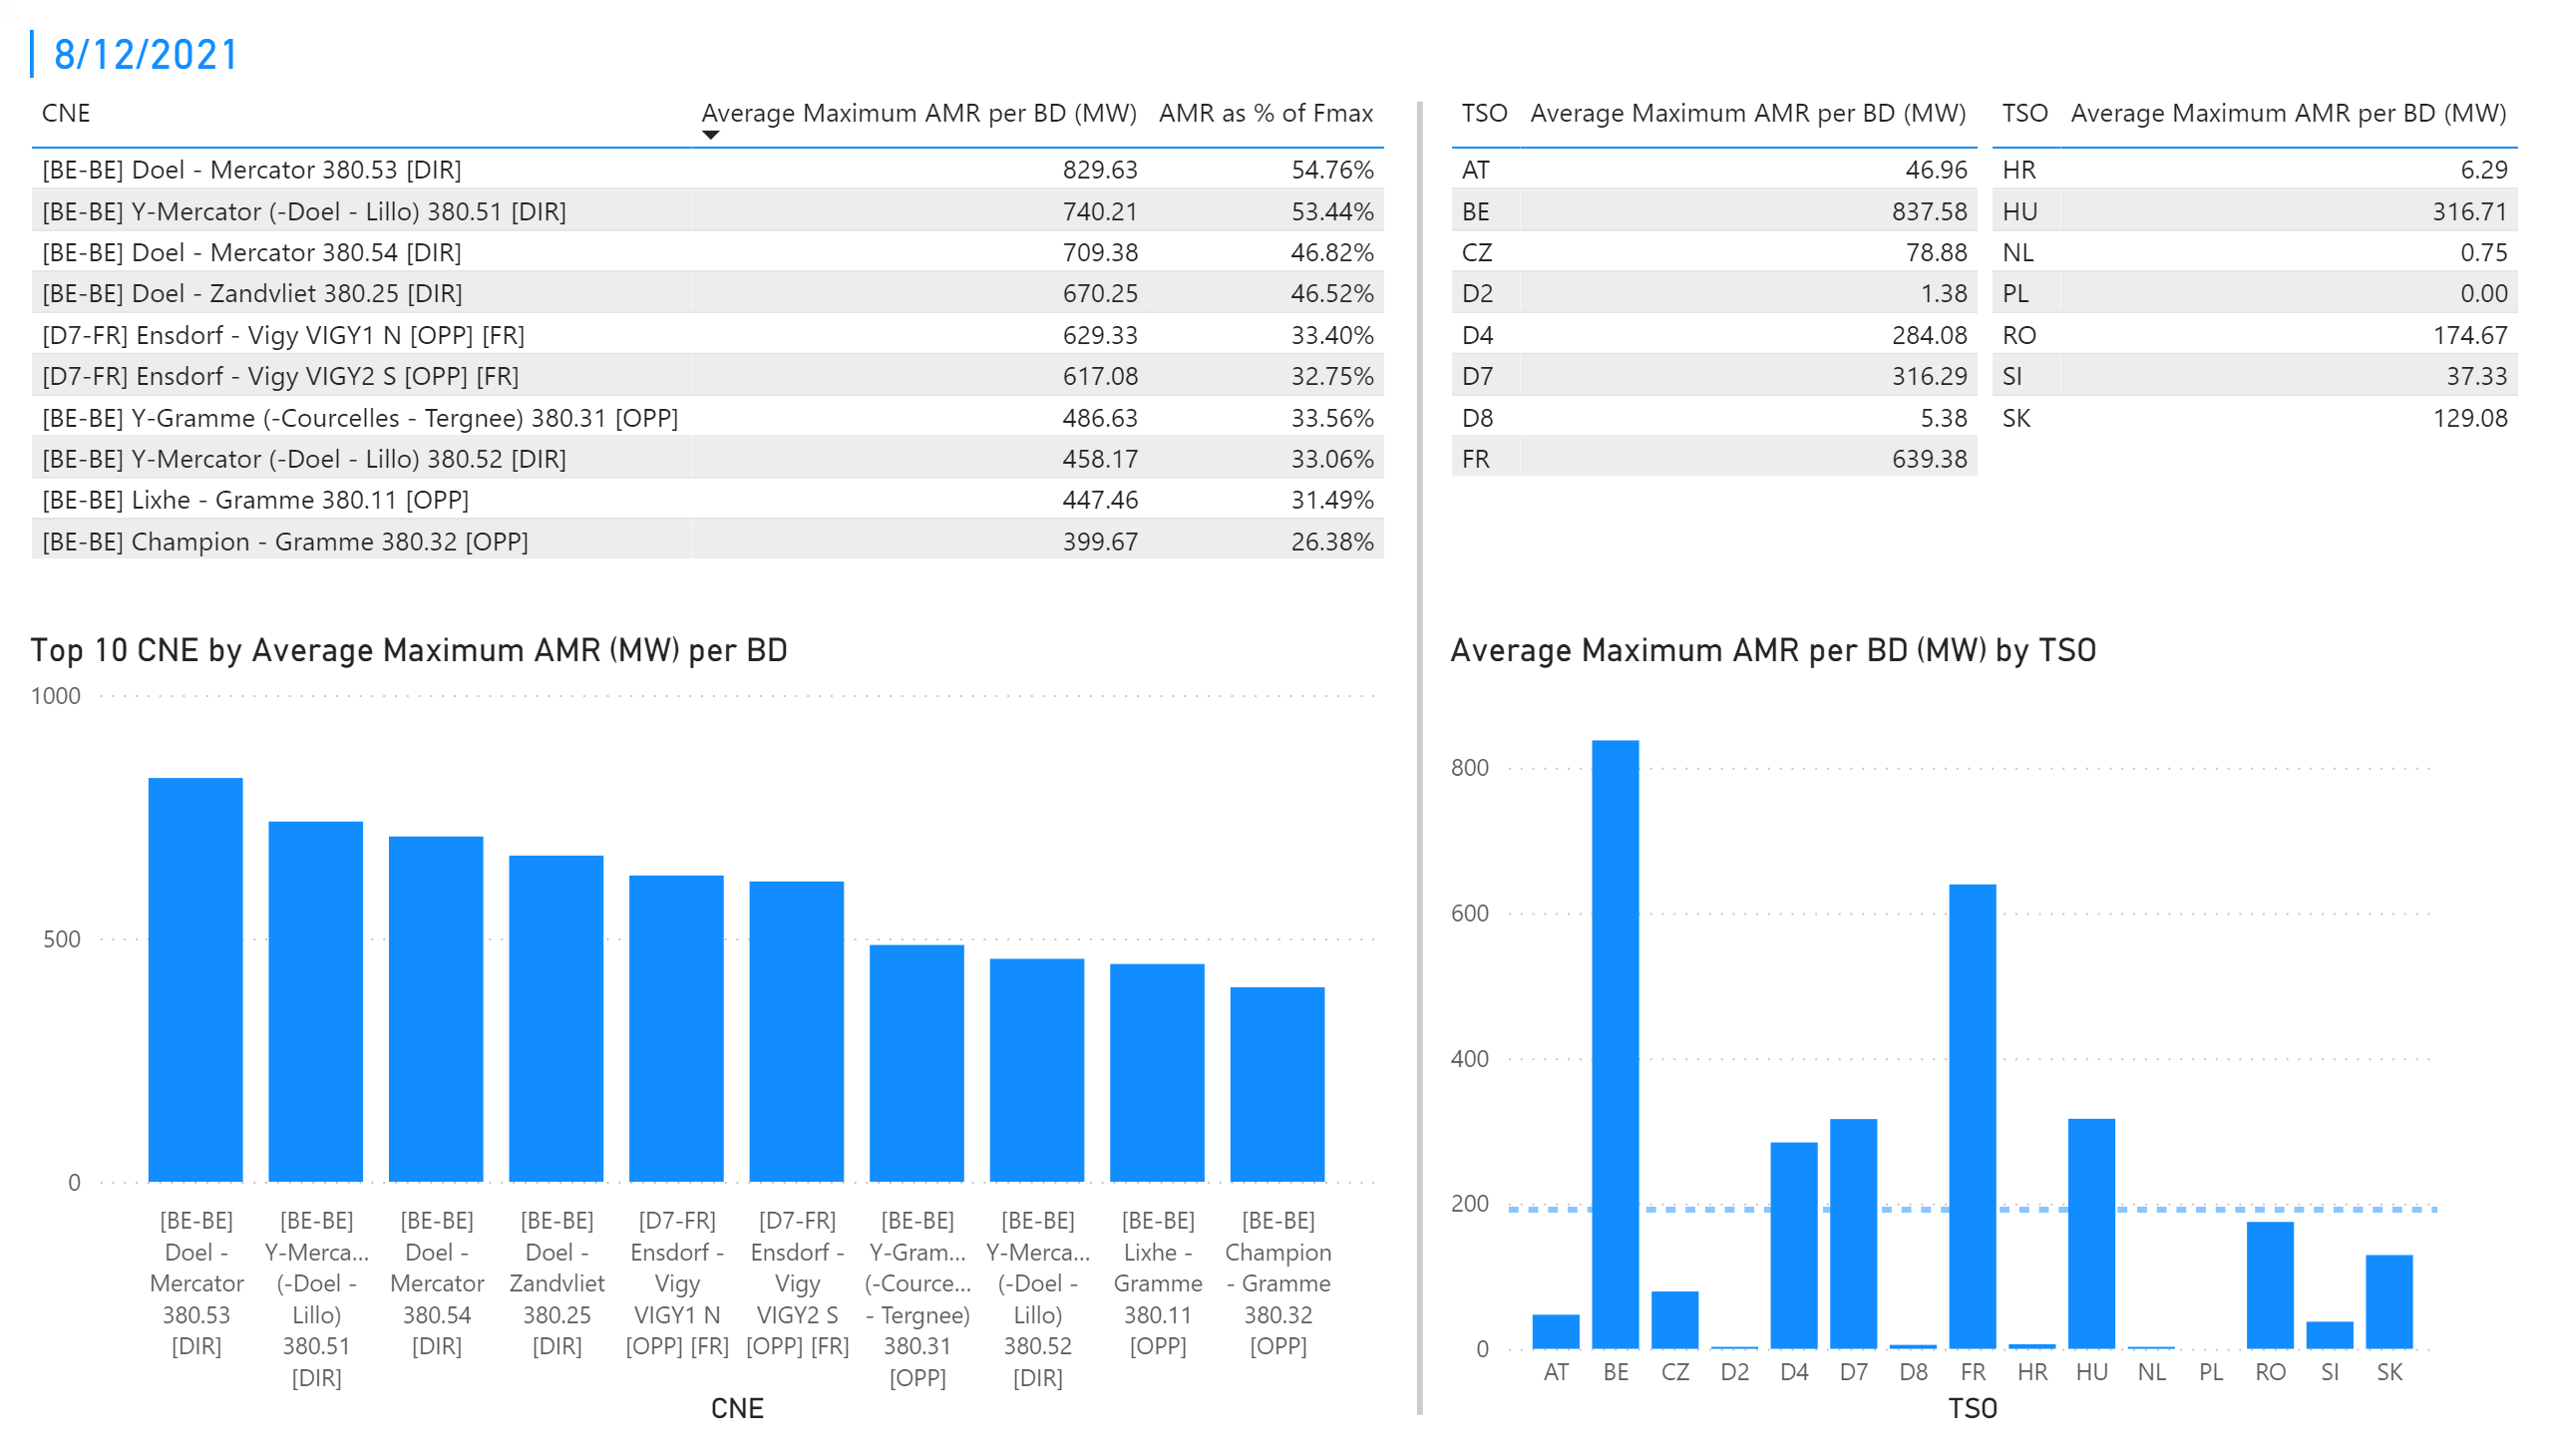 8/12/2021
CNE Average Maximum AMR per BD (MW) AMR as % of Fmax
[BE-BE] Doel - Mercator 380.53 [DIR] 829.63 54.76%
[BE-BE] Y-Mercator (-Doel - Lillo) 380.51 [DIR] 740.21 53.44%
[BE-BE] Doel - Mercator 380.54 [DIR] 709.38 46.82%
[BE-BE] Doel - Zandvliet 380.25 [DIR] 670.25 46.52%
[D7-FR] Ensdorf - Vigy VIGY1 N [OPP] [FR] 629.33 33.40%
[D7-FR] Ensdorf - Vigy VIGY2 S [OPP] [FR] 617.08 32.75%
[BE-BE] Y-Gramme (-Courcelles - Tergnee) 380.31 [OPP] 486.63 33.56%
[BE-BE] Y-Mercator (-Doel - Lillo) 380.52 [DIR] 458.17 33.06%
[BE-BE] Lixhe - Gramme 380.11 [OPP] 447.46 31.49%
[BE-BE] Champion - Gramme 380.32 [OPP] 399.67 26.38%
TSO Average Maximum AMR per BD (MW)
AT 46.96
BE 837.58
CZ 78.88
D2 1.38
D4 284.08
D7 316.29
D8 5.38
FR 639.38
TSO Average Maximum AMR per BD (MW)
HR 6.29
HU 316.71
NL 0.75
PL 0.00
RO 174.67
SI 37.33
SK 129.08
Top 10 CNE by Average Maximum AMR (MW) per BD
1000
500
0
[BE-BE]
Doel -
Mercator
380.53
[DIR]
[BE-BE]
Y-Merca...
(-Doel -
Lillo)
380.51
[DIR]
[BE-BE]
Doel -
Mercator
380.54
[DIR]
[BE-BE]
Doel -
Zandvliet
380.25
[DIR]
[D7-FR]
Ensdorf -
Vigy
VIGY1 N
[OPP] [FR]
[D7-FR]
Ensdorf -
Vigy
VIGY2 S
[OPP] [FR]
[BE-BE]
Y-Gram...
(-Ource...
- Tergnee)
380.31
[OPP]
[BE-BE]
Y-Merca...
(-Doel -
Lillo)
380.52
[DIR]
[BE-BE]
Lixhe -
Gramme
380.11
[OPP]
[BE-BE]
Champion
- Gramme
380.32
[OPP]
CNE
Average Maximum AMR per BD (MW) by TSO
800
600
400
200
0
AT BE CZ D2 D4 D7 D8 FR HR HU NL PL RO SI SK
TSO